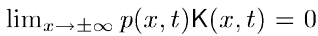 lim_{x→±∞} p(x, t)K(x, t) = 0